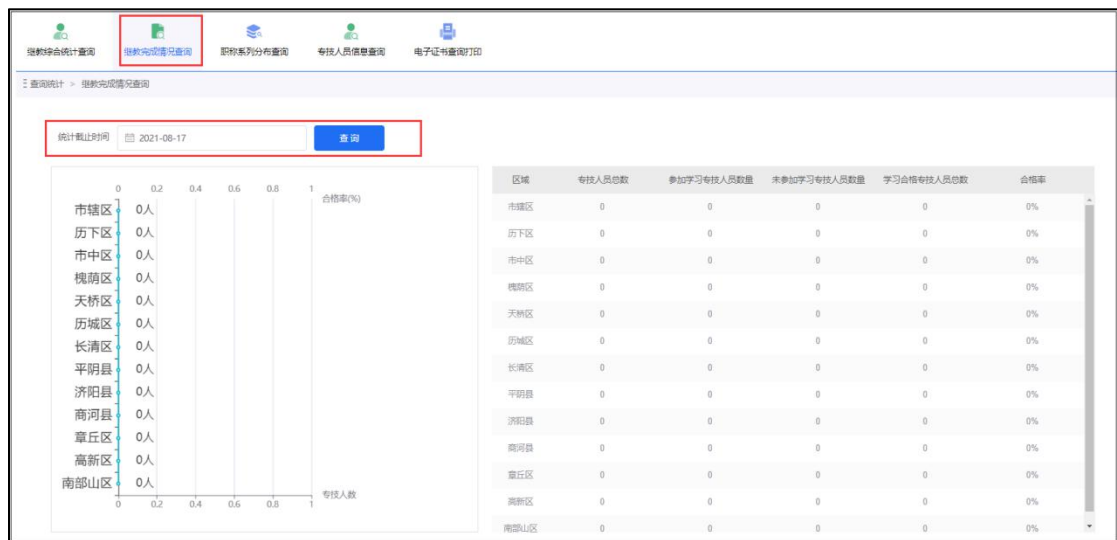 继教综合统计查询 继教完成情况查询 职称系列分布查询 专技人员信息查询 电子证书查询打印
查询统计 > 继教完成情况查询
统计截止时间 2021-08-17 查询
0 0.2 0.4 0.6 0.8 1
合格率(%)
市辖区 0人
历下区 0人
市中区 0人
槐荫区 0人
天桥区 0人
历城区 0人
长清区 0人
平阴县 0人
济阳县 0人
商河县 0人
章丘区 0人
高新区 0人
南部山区 0人
专技人数
0 0.2 0.4 0.6 0.8 1
区域 专技人员总数 参加学习专技人员数量 未参加学习专技人员数量 学习合格专技人员总数 合格率
市辖区 0 0 0 0 0%
历下区 0 0 0 0 0%
市中区 0 0 0 0 0%
槐荫区 0 0 0 0 0%
天桥区 0 0 0 0 0%
历城区 0 0 0 0 0%
长清区 0 0 0 0 0%
平阴县 0 0 0 0 0%
济阳县 0 0 0 0 0%
商河县 0 0 0 0 0%
章丘区 0 0 0 0 0%
高新区 0 0 0 0 0%
南部山区 0 0 0 0 0%